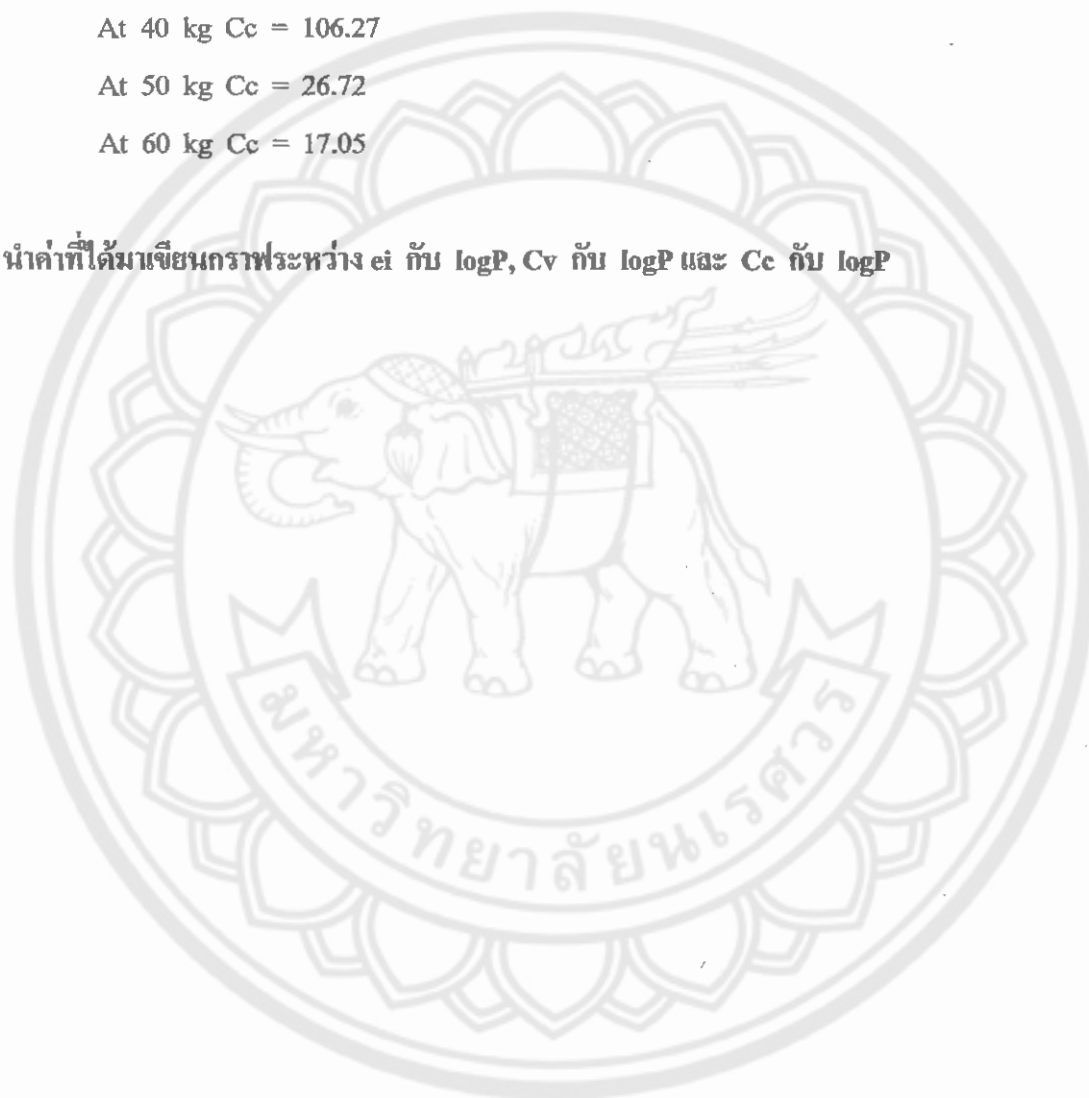 At 40 kg Cc = 106.27
At 50 kg Cc = 26.72
At 60 kg Cc = 17.05
นำค่าที่ได้มาเขียนกราฟระหว่าง ei กับ logP, Cv กับ logP และ Cc กับ logP
มหาวิทยาลัยนเรศวร